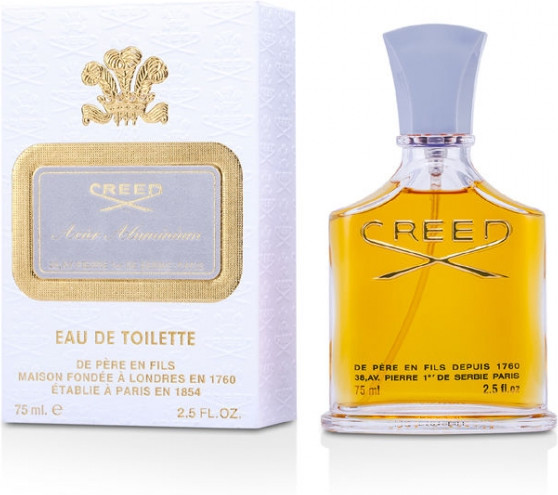 CREED
EAU DE TOILETTE
DE PÈRE EN FILS
MAISON FONDÉE À LONDRES EN 1760
ÉTABLIE À PARIS EN 1854
75 ml. e 2.5 FL.OZ.
CREED
DE PÈRE EN FILS DEPUIS 1760
38, AV. PIERRE 1er DE SERBIE PARIS
75 ml 2.5 fl.oz